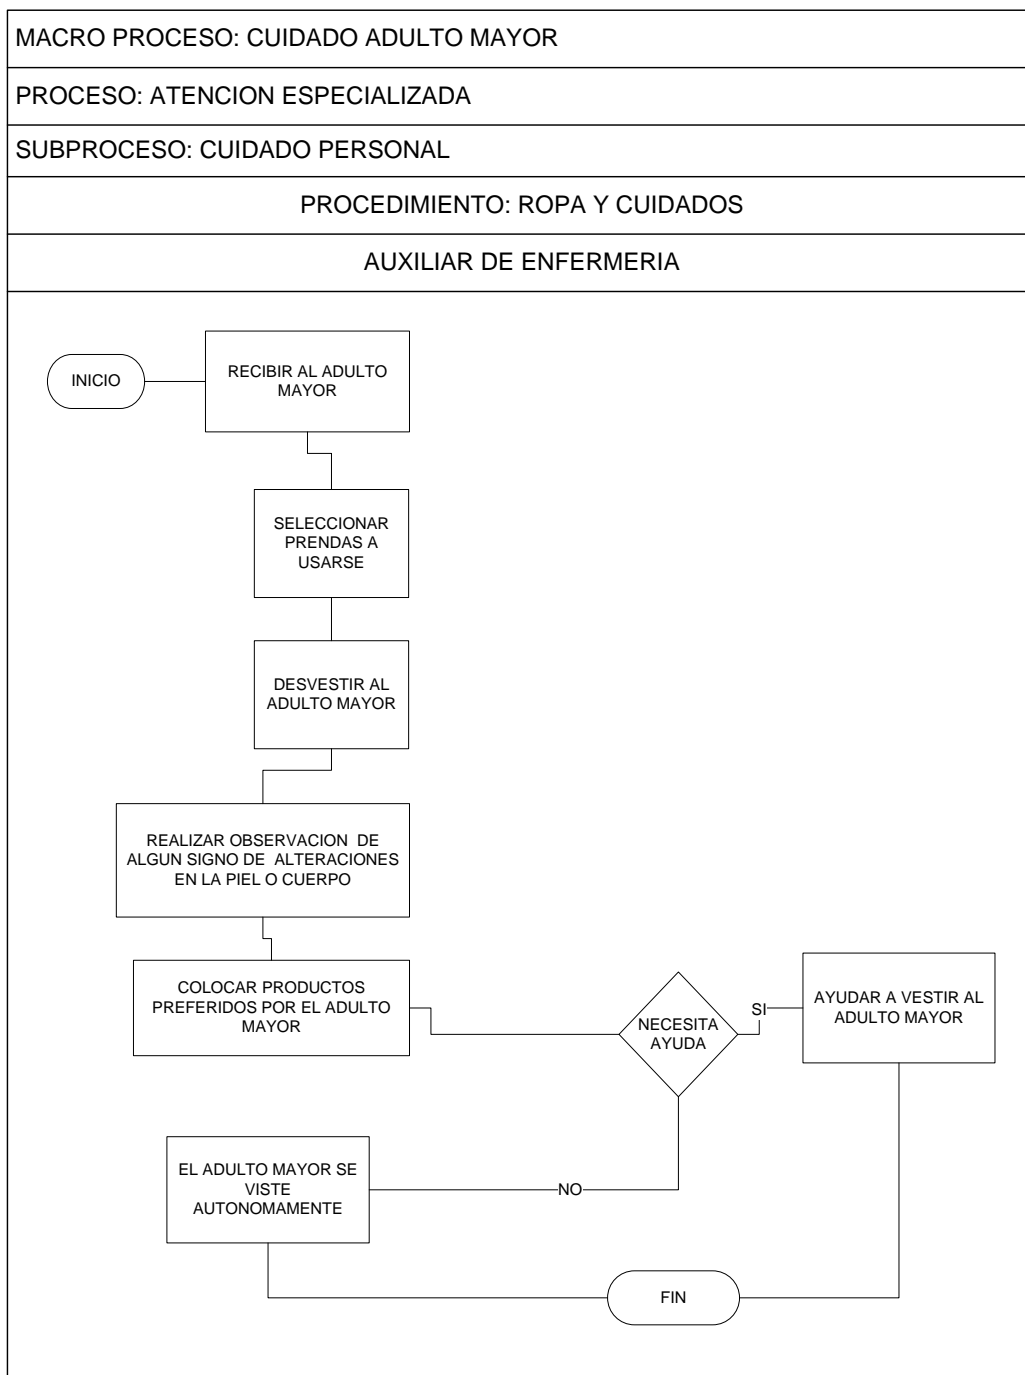 MACRO PROCESO: CUIDADO ADULTO MAYOR
PROCESO: ATENCION ESPECIALIZADA
SUBPROCESO: CUIDADO PERSONAL
PROCEDIMIENTO: ROPA Y CUIDADOS
AUXILIAR DE ENFERMERIA
INICIO
RECIBIR AL ADULTO
MAYOR
SELECCIONAR
PRENDAS A
USARSE
DESVESTIR AL
ADULTO MAYOR
REALIZAR OBSERVACION DE
ALGUN SIGNO DE ALTERACIONES
EN LA PIEL O CUERPO
COLOCAR PRODUCTOS
PREFERIDOS POR EL ADULTO
MAYOR
NECESITA
AYUDA
SI
AYUDAR A VESTIR AL
ADULTO MAYOR
NO
EL ADULTO MAYOR SE
VISTE
AUTONOMAMENTE
FIN